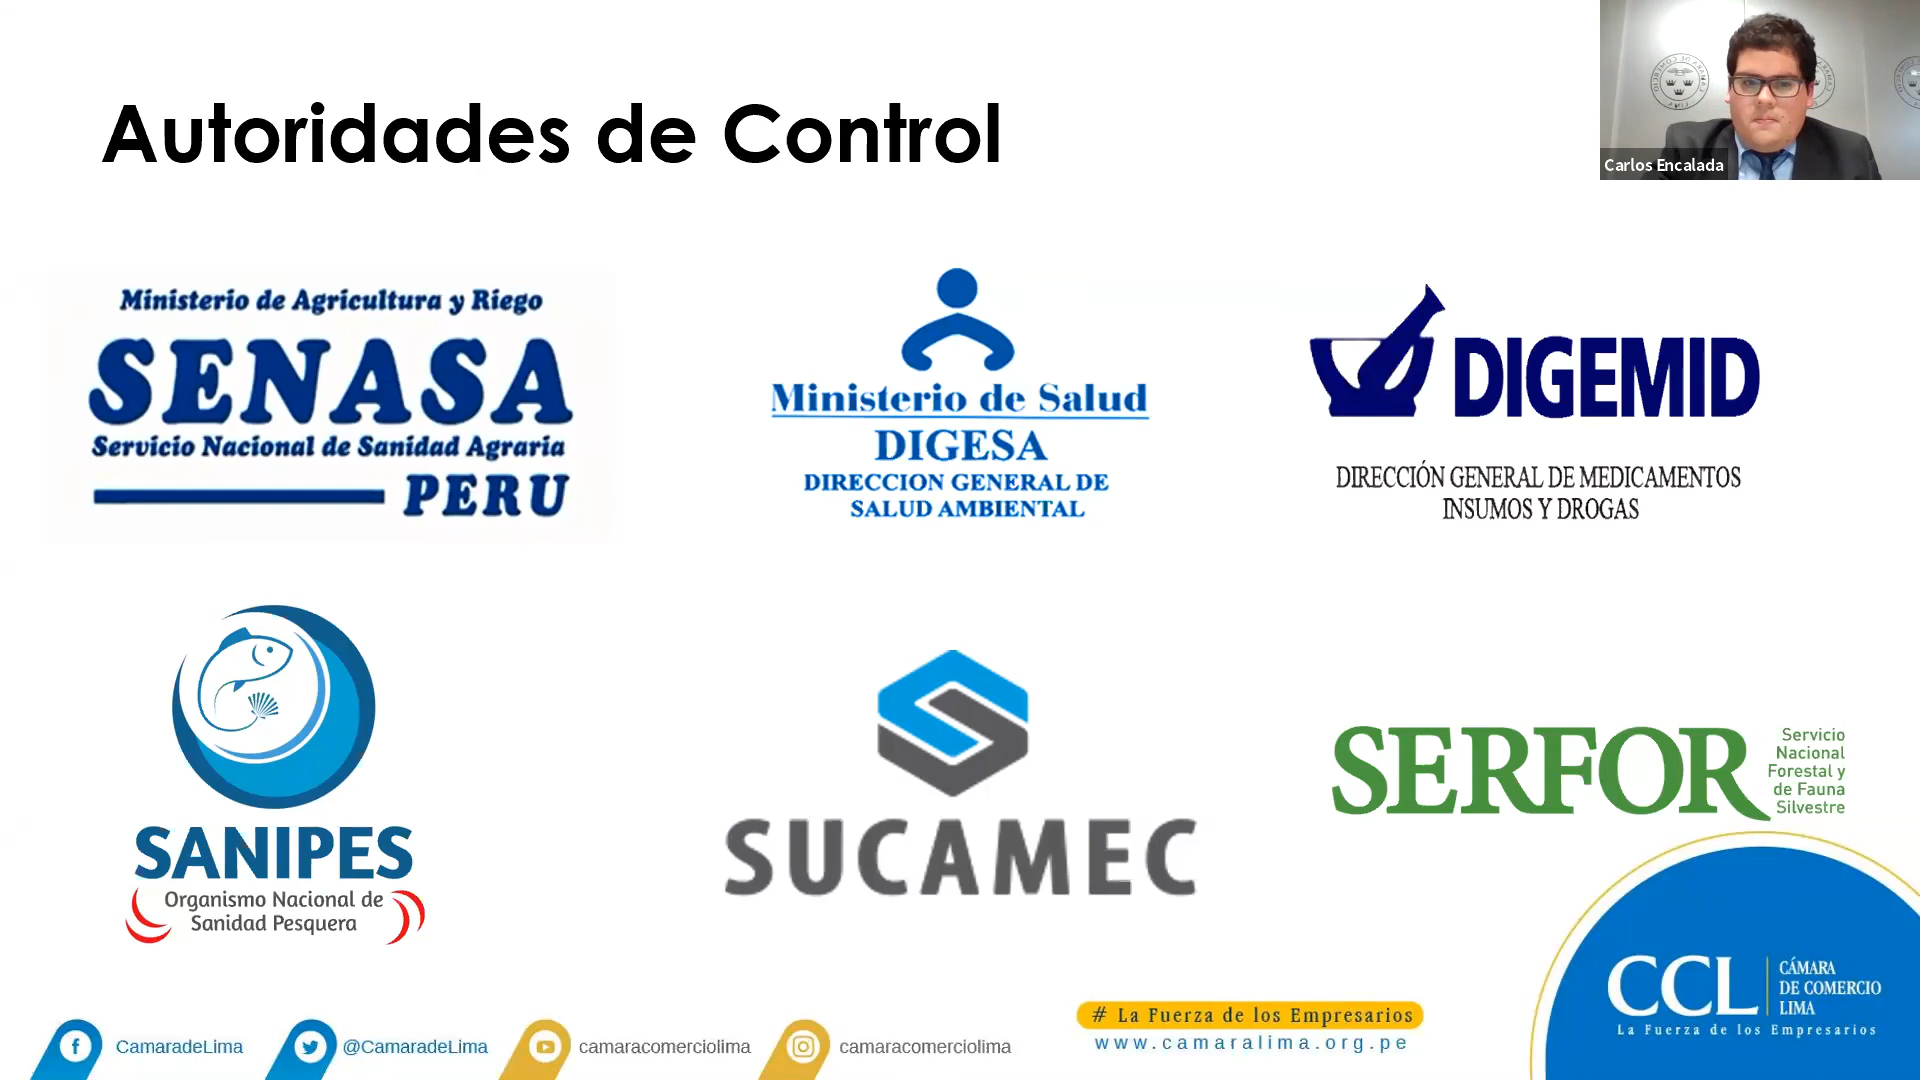 Autoridades de Control
Carlos Encalada
Ministerio de Agricultura y Riego
SENASA
Servicio Nacional de Sanidad Agraria
PERU
Ministerio de Salud
DIGESA
DIRECCION GENERAL DE
SALUD AMBIENTAL
DIGEMID
DIRECCIÓN GENERAL DE MEDICAMENTOS
INSUMOS Y DROGAS
SANIPES
Organismo Nacional de
Sanidad Pesquera
SUCAMEC
SERFOR
Servicio
Nacional
Forestal y
de Fauna
Silvestre
CamaradeLima
@CamaradeLima
camaracomerciolima
camaracomerciolima
# La Fuerza de los Empresarios
www.camaralima.org.pe
CCL
CÁMARA
DE COMERCIO
LIMA
La Fuerza de los Empresarios